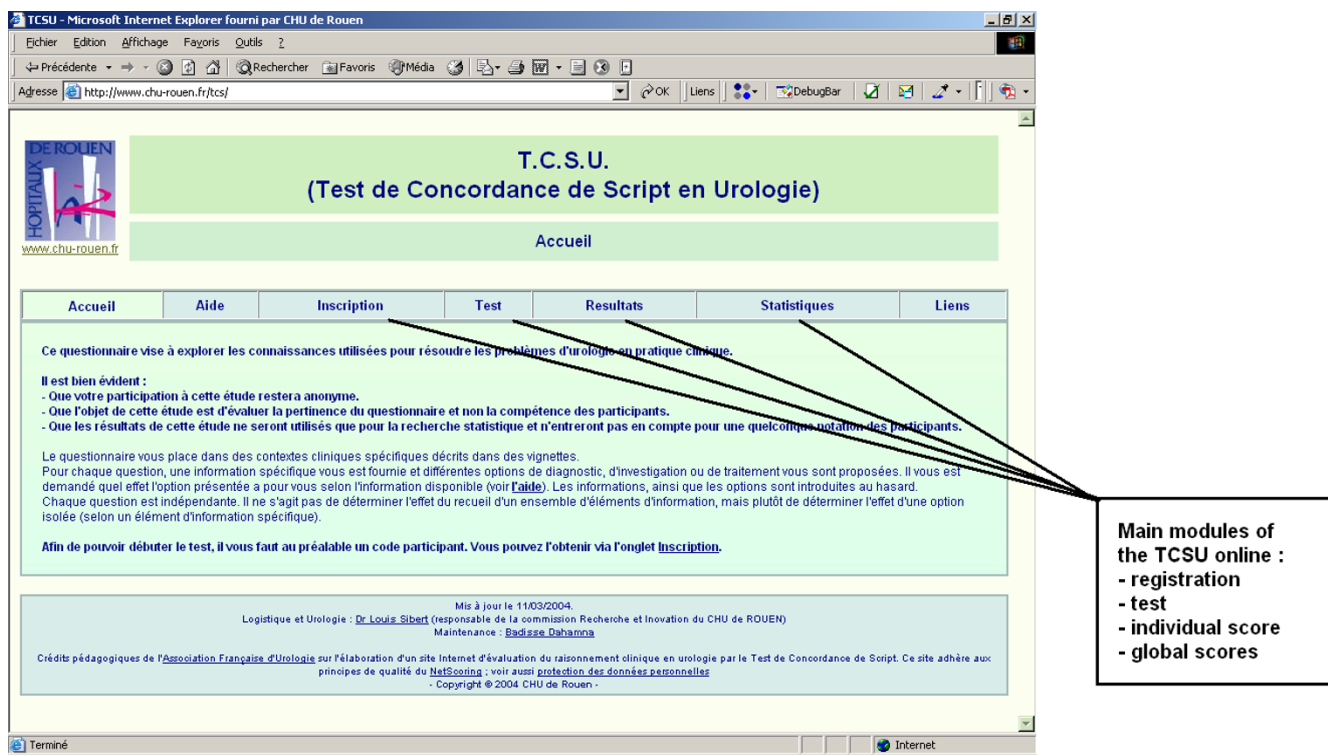 TCSU - Microsoft Internet Explorer fourni par CHU de Rouen
Fichier Edition Affichage Favoris Outils ?
Précédente Rechercher Favoris Média
Adresse http://www.chu-rouen.fr/tcs/ OK Liens DebugBar
HOPITAUX DE ROUEN
www.chu-rouen.fr
T.C.S.U.
(Test de Concordance de Script en Urologie)
Accueil
Accueil Aide Inscription Test Resultats Statistiques Liens
Ce questionnaire vise à explorer les connaissances utilisées pour résoudre les problèmes d'urologie en pratique clinique.
Il est bien évident :
- Que votre participation à cette étude restera anonyme.
- Que l'objet de cette étude est d'évaluer la pertinence du questionnaire et non la compétence des participants.
- Que les résultats de cette étude ne seront utilisés que pour la recherche statistique et n'entreront pas en compte pour une quelconque notation des participants.
Le questionnaire vous place dans des contextes cliniques spécifiques décrits dans des vignettes.
Pour chaque question, une information spécifique vous est fournie et différentes options de diagnostic, d'investigation ou de traitement vous sont proposées. Il vous est
demandé quel effet l'option présentée a pour vous selon l'information disponible (voir l'aide). Les informations, ainsi que les options sont introduites au hasard.
Chaque question est indépendante. Il ne s'agit pas de déterminer l'effet du recueil d'un ensemble d'éléments d'information, mais plutôt de déterminer l'effet d'une option
isolée (selon un élément d'information spécifique).
Afin de pouvoir débuter le test, il vous faut au préalable un code participant. Vous pouvez l'obtenir via l'onglet Inscription.
Mis à jour le 11/03/2004.
Logistique et Urologie : Dr Louis Sibert (responsable de la commission Recherche et Inovation du CHU de ROUEN)
Maintenance : Badisse Dahamna
Crédits pédagogiques de l'Association Française d'Urologie sur l'élaboration d'un site Internet d'évaluation du raisonnement clinique en urologie par le Test de Concordance de Script. Ce site adhère aux
principes de qualité du NetScoring ; voir aussi protection des données personnelles
- Copyright © 2004 CHU de Rouen -
Terminé Internet
Main modules of
the TCSU online :
- registration
- test
- individual score
- global scores